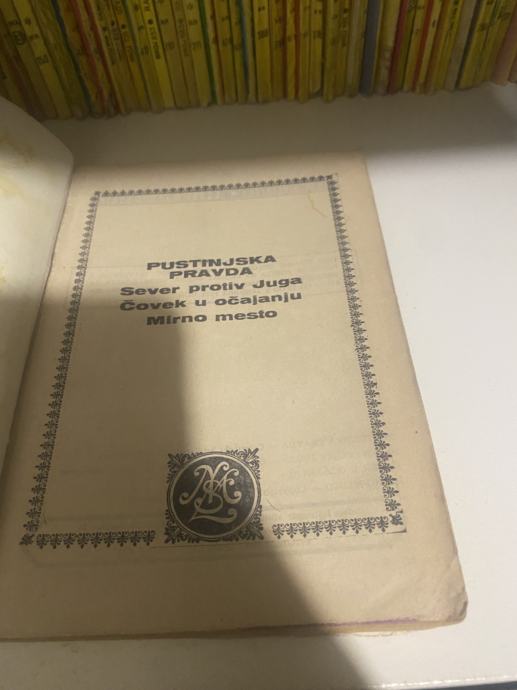 PUSTINJSKA
PRAVDA
Sever protiv Juga
Čovek u očajanju
Mirno mesto